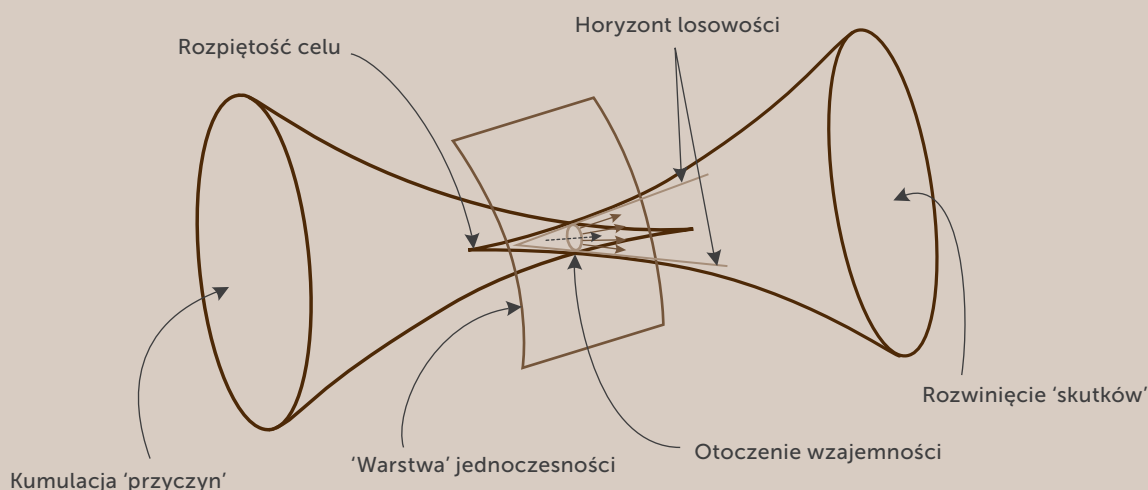 Horyzont losowości
Rozpiętość celu
Rozwinięcie ‘skutków’
Otoczenie wzajemności
‘Warstwa’ jednoczesności
Kumulacja ‘przyczyn’